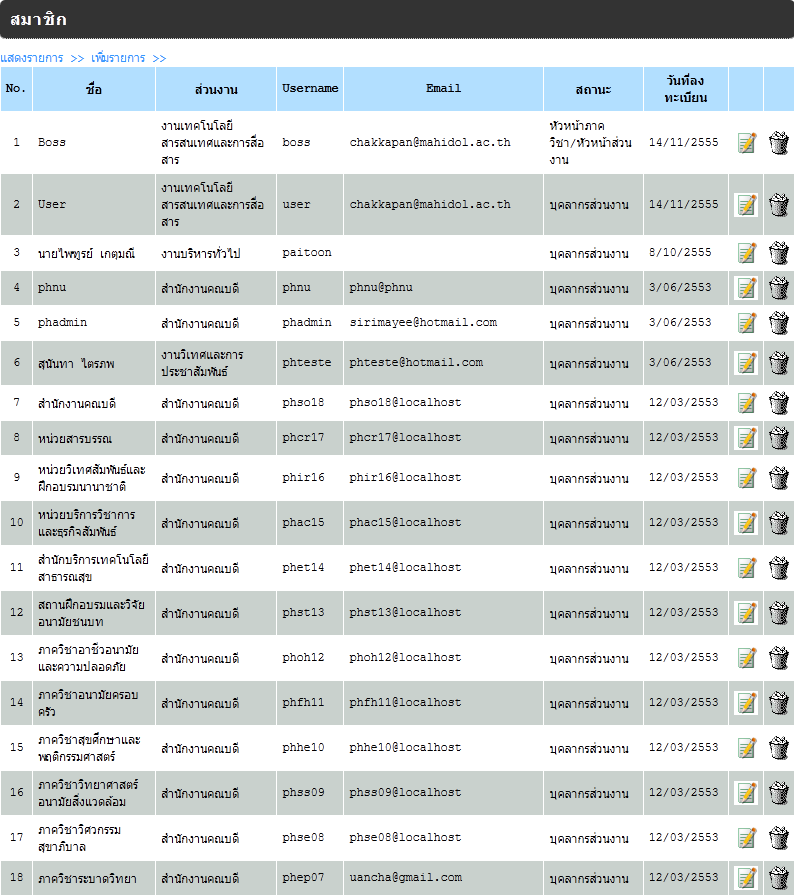 สมาชิก
แสดงรายการ >> เพิ่มรายการ >>
No. ชื่อ ส่วนงาน Username Email สถานะ วันที่ลง
ทะเบียน
1 Boss งานเทคโนโลยี
สารสนเทศและการสื่อ
สาร boss chakkapan@mahidol.ac.th หัวหน้าภาค
วิชา/หัวหน้าส่วน
งาน 14/11/2555
2 User งานเทคโนโลยี
สารสนเทศและการสื่อ
สาร user chakkapan@mahidol.ac.th บุคลากรส่วนงาน 14/11/2555
3 นายไพฑูรย์ เกตุมณี งานบริหารทั่วไป paitoon บุคลากรส่วนงาน 8/10/2555
4 phnu สำนักงานคณบดี phnu phnu@phnu บุคลากรส่วนงาน 3/06/2553
5 phadmin สำนักงานคณบดี phadmin sirimayee@hotmail.com บุคลากรส่วนงาน 3/06/2553
6 สุนันทา ไตรภพ งานวิเทศและการ
ประชาสัมพันธ์ phteste phteste@hotmail.com บุคลากรส่วนงาน 3/06/2553
7 สำนักงานคณบดี สำนักงานคณบดี phso18 phso18@localhost บุคลากรส่วนงาน 12/03/2553
8 หน่วยสารบรรณ สำนักงานคณบดี phcr17 phcr17@localhost บุคลากรส่วนงาน 12/03/2553
9 หน่วยวิเทศสัมพันธ์และ
ฝึกอบรมนานาชาติ สำนักงานคณบดี phir16 phir16@localhost บุคลากรส่วนงาน 12/03/2553
10 หน่วยบริการวิชาการ
และธุรกิจสัมพันธ์ สำนักงานคณบดี phac15 phac15@localhost บุคลากรส่วนงาน 12/03/2553
11 สำนักบริการเทคโนโลยี
สาธารณสุข สำนักงานคณบดี phet14 phet14@localhost บุคลากรส่วนงาน 12/03/2553
12 สถานฝึกอบรมและวิจัย
อนามัยชนบท สำนักงานคณบดี phst13 phst13@localhost บุคลากรส่วนงาน 12/03/2553
13 ภาควิชาอาชีวอนามัย
และความปลอดภัย สำนักงานคณบดี phoh12 phoh12@localhost บุคลากรส่วนงาน 12/03/2553
14 ภาควิชาอนามัยครอบ
ครัว สำนักงานคณบดี phfh11 phfh11@localhost บุคลากรส่วนงาน 12/03/2553
15 ภาควิชาสุขศึกษาและ
พฤติกรรมศาสตร์ สำนักงานคณบดี phhe10 phhe10@localhost บุคลากรส่วนงาน 12/03/2553
16 ภาควิชาวิทยาศาสตร์
อนามัยสิ่งแวดล้อม สำนักงานคณบดี phss09 phss09@localhost บุคลากรส่วนงาน 12/03/2553
17 ภาควิชาวิศวกรรม
สุขาภิบาล สำนักงานคณบดี phse08 phse08@localhost บุคลากรส่วนงาน 12/03/2553
18 ภาควิชาระบาดวิทยา สำนักงานคณบดี phep07 uancha@gmail.com บุคลากรส่วนงาน 12/03/2553